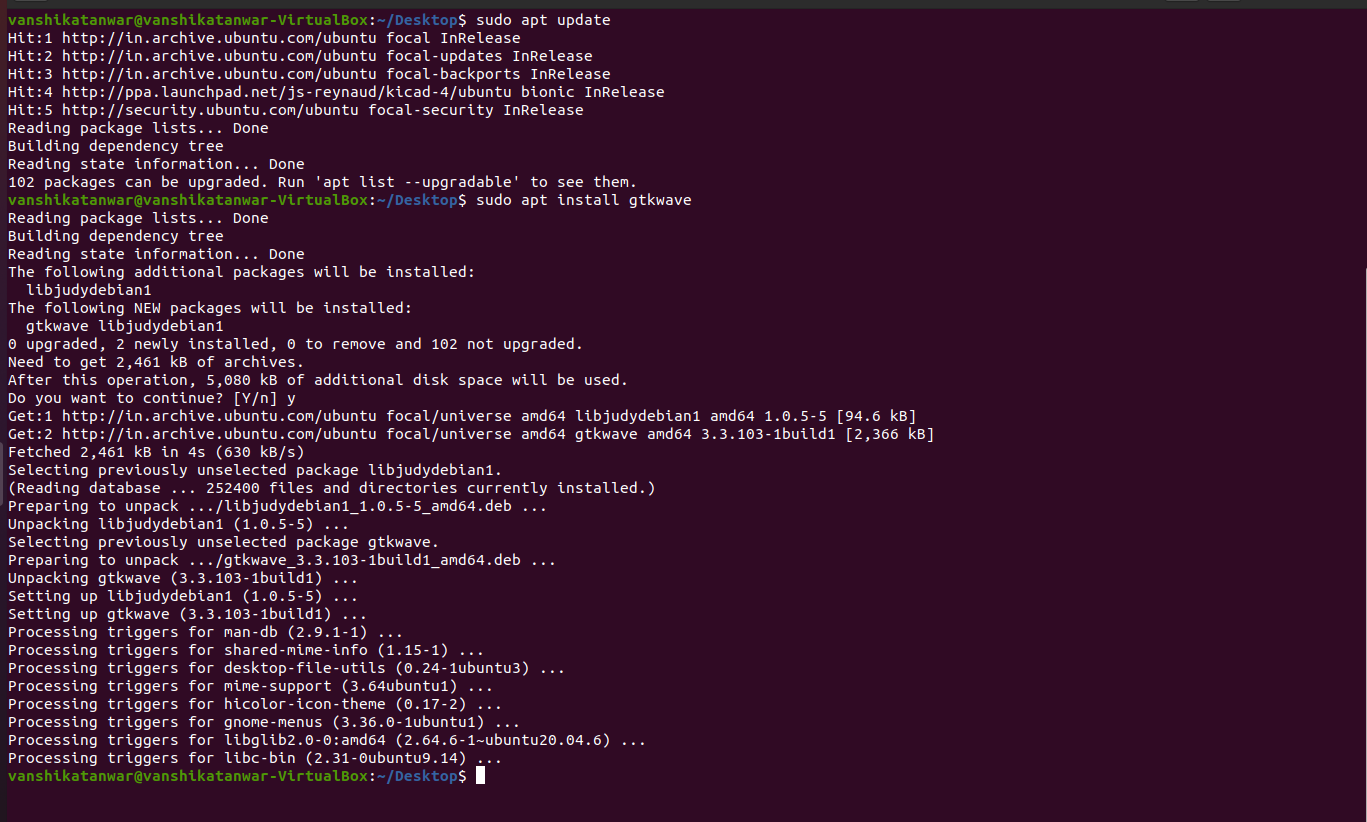 vanshikatanwar@vanshikatanwar-VirtualBox:~/Desktop$ sudo apt update
Hit:1 http://in.archive.ubuntu.com/ubuntu focal InRelease
Hit:2 http://in.archive.ubuntu.com/ubuntu focal-updates InRelease
Hit:3 http://in.archive.ubuntu.com/ubuntu focal-backports InRelease
Hit:4 http://ppa.launchpad.net/js-reynaud/kicad-4/ubuntu bionic InRelease
Hit:5 http://security.ubuntu.com/ubuntu focal-security InRelease
Reading package lists... Done
Building dependency tree
Reading state information... Done
102 packages can be upgraded. Run 'apt list --upgradable' to see them.
vanshikatanwar@vanshikatanwar-VirtualBox:~/Desktop$ sudo apt install gtkwave
Reading package lists... Done
Building dependency tree
Reading state information... Done
The following additional packages will be installed:
  libjudydebian1
The following NEW packages will be installed:
  gtkwave libjudydebian1
0 upgraded, 2 newly installed, 0 to remove and 102 not upgraded.
Need to get 2,461 kB of archives.
After this operation, 5,080 kB of additional disk space will be used.
Do you want to continue? [Y/n] y
Get:1 http://in.archive.ubuntu.com/ubuntu focal/universe amd64 libjudydebian1 amd64 1.0.5-5 [94.6 kB]
Get:2 http://in.archive.ubuntu.com/ubuntu focal/universe amd64 gtkwave amd64 3.3.103-1build1 [2,366 kB]
Fetched 2,461 kB in 4s (630 kB/s)
Selecting previously unselected package libjudydebian1.
(Reading database ... 252400 files and directories currently installed.)
Preparing to unpack .../libjudydebian1_1.0.5-5_amd64.deb ...
Unpacking libjudydebian1 (1.0.5-5) ...
Selecting previously unselected package gtkwave.
Preparing to unpack .../gtkwave_3.3.103-1build1_amd64.deb ...
Unpacking gtkwave (3.3.103-1build1) ...
Setting up libjudydebian1 (1.0.5-5) ...
Setting up gtkwave (3.3.103-1build1) ...
Processing triggers for man-db (2.9.1-1) ...
Processing triggers for shared-mime-info (1.15-1) ...
Processing triggers for desktop-file-utils (0.24-1ubuntu3) ...
Processing triggers for mime-support (3.64ubuntu1) ...
Processing triggers for hicolor-icon-theme (0.17-2) ...
Processing triggers for gnome-menus (3.36.0-1ubuntu1) ...
Processing triggers for libglib2.0-0:amd64 (2.64.6-1~ubuntu20.04.6) ...
Processing triggers for libc-bin (2.31-0ubuntu9.14) ...
vanshikatanwar@vanshikatanwar-VirtualBox:~/Desktop$